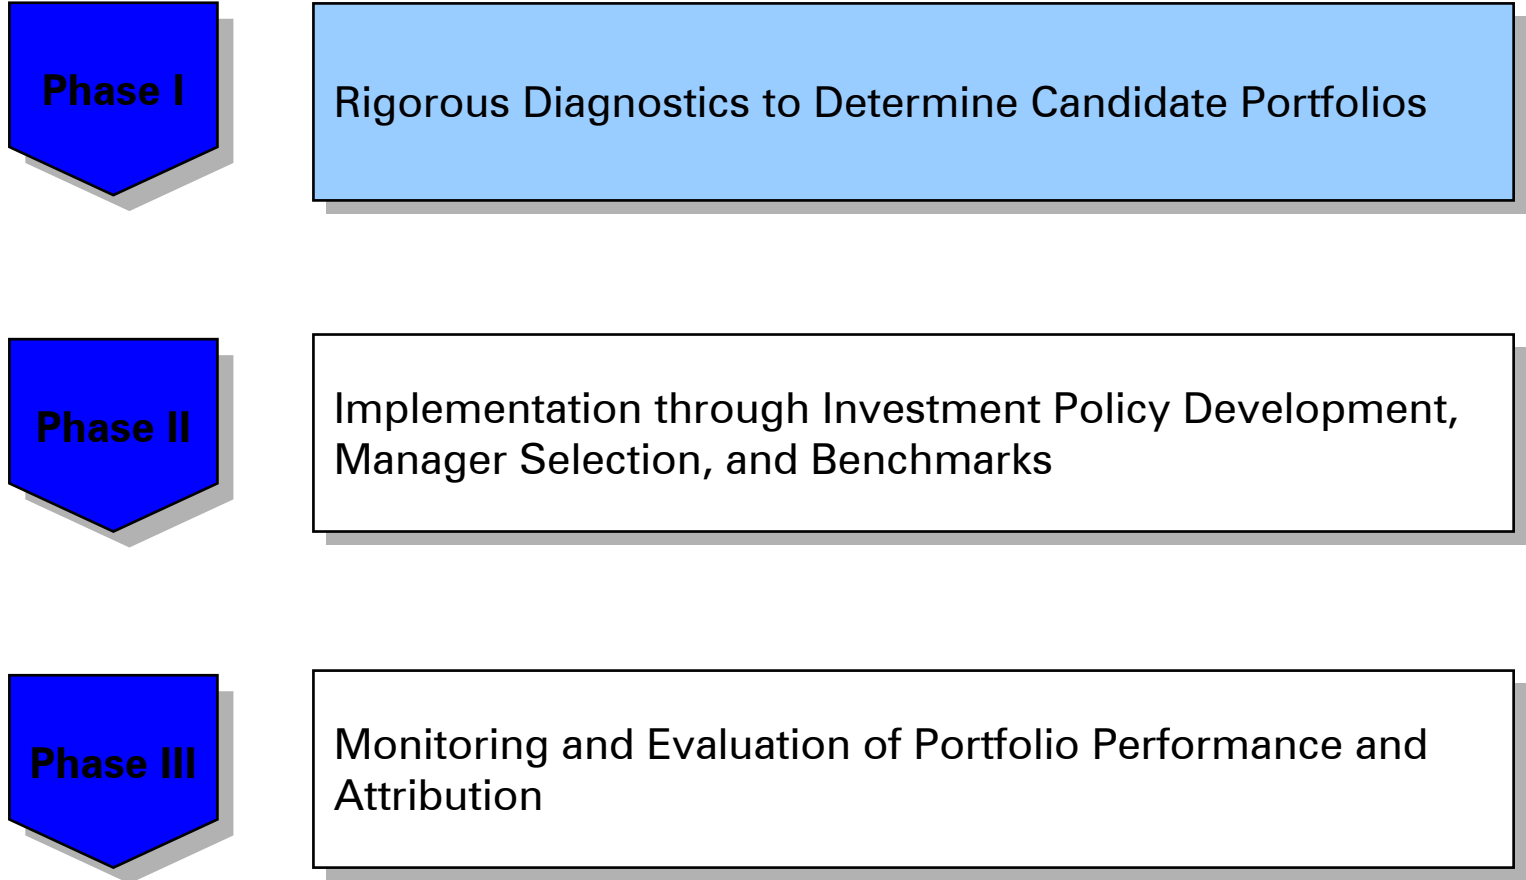 Phase I
Rigorous Diagnostics to Determine Candidate Portfolios
Phase II
Implementation through Investment Policy Development,
Manager Selection, and Benchmarks
Phase III
Monitoring and Evaluation of Portfolio Performance and
Attribution